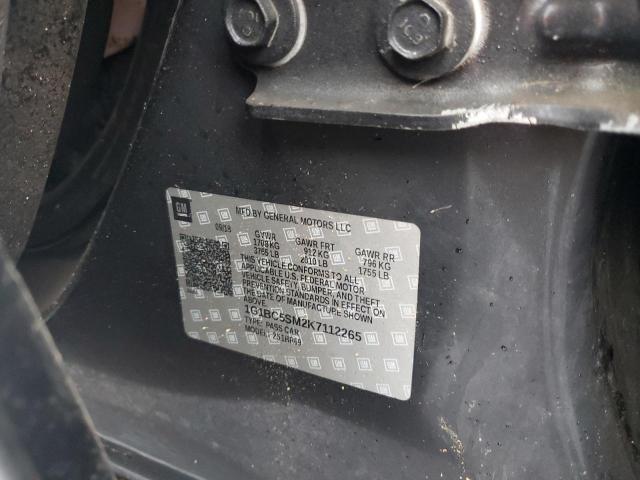 GM
MFD BY GENERAL MOTORS LLC
09/18
GVWR GAWR FRT GAWR RR
1708 KG 912 KG 796 KG
3765 LB 2010 LB 1755 LB
THIS VEHICLE CONFORMS TO ALL
APPLICABLE U.S. FEDERAL MOTOR
VEHICLE SAFETY, BUMPER, AND THEFT
PREVENTION STANDARDS IN EFFECT ON
THE DATE OF MANUFACTURE SHOWN ABOVE.
1G1BC5SM2K7112265
TYPE: PASS CAR
MODEL: